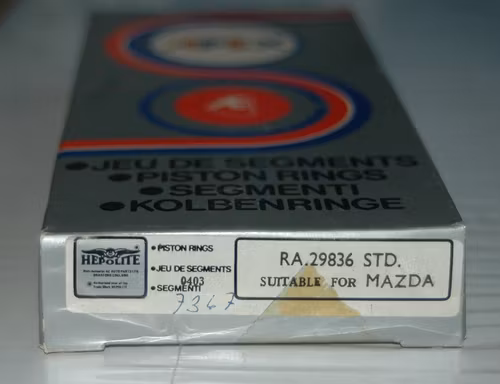 •JEU DE SEGMENTS
•PISTON RINGS
•SEGMENTI
•KOLBENRINGE
HEPOLITE
• PISTON RINGS
• JEU DE SEGMENTS
0403
• SEGMENTI
7347
RA.29836 STD.
SUITABLE FOR MAZDA